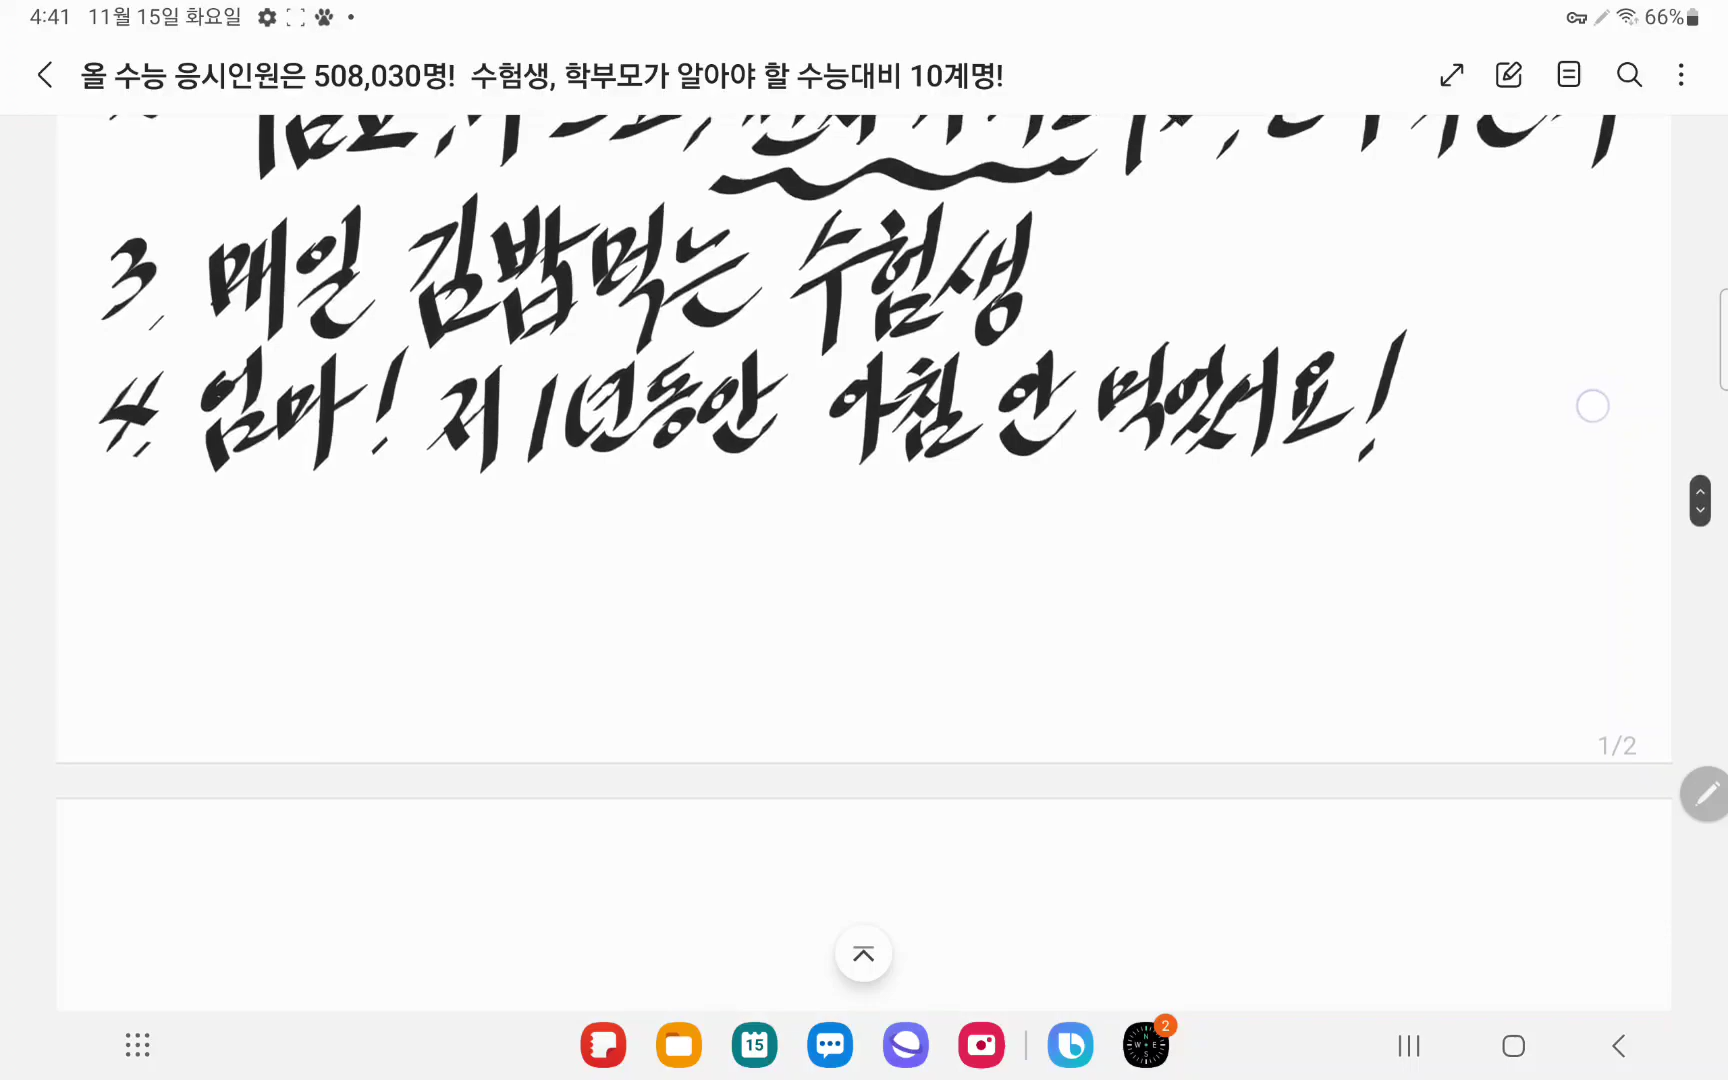 4:41 11월 15일 화요일
66%
올 수능 응시인원은 508,030명! 수험생, 학부모가 알아야 할 수능대비 10계명!
3, 매일 김밥먹는 수험생
4, 엄마! 저 1년동안 아침 안 먹었어요!
1/2
15
N
W E
S
2